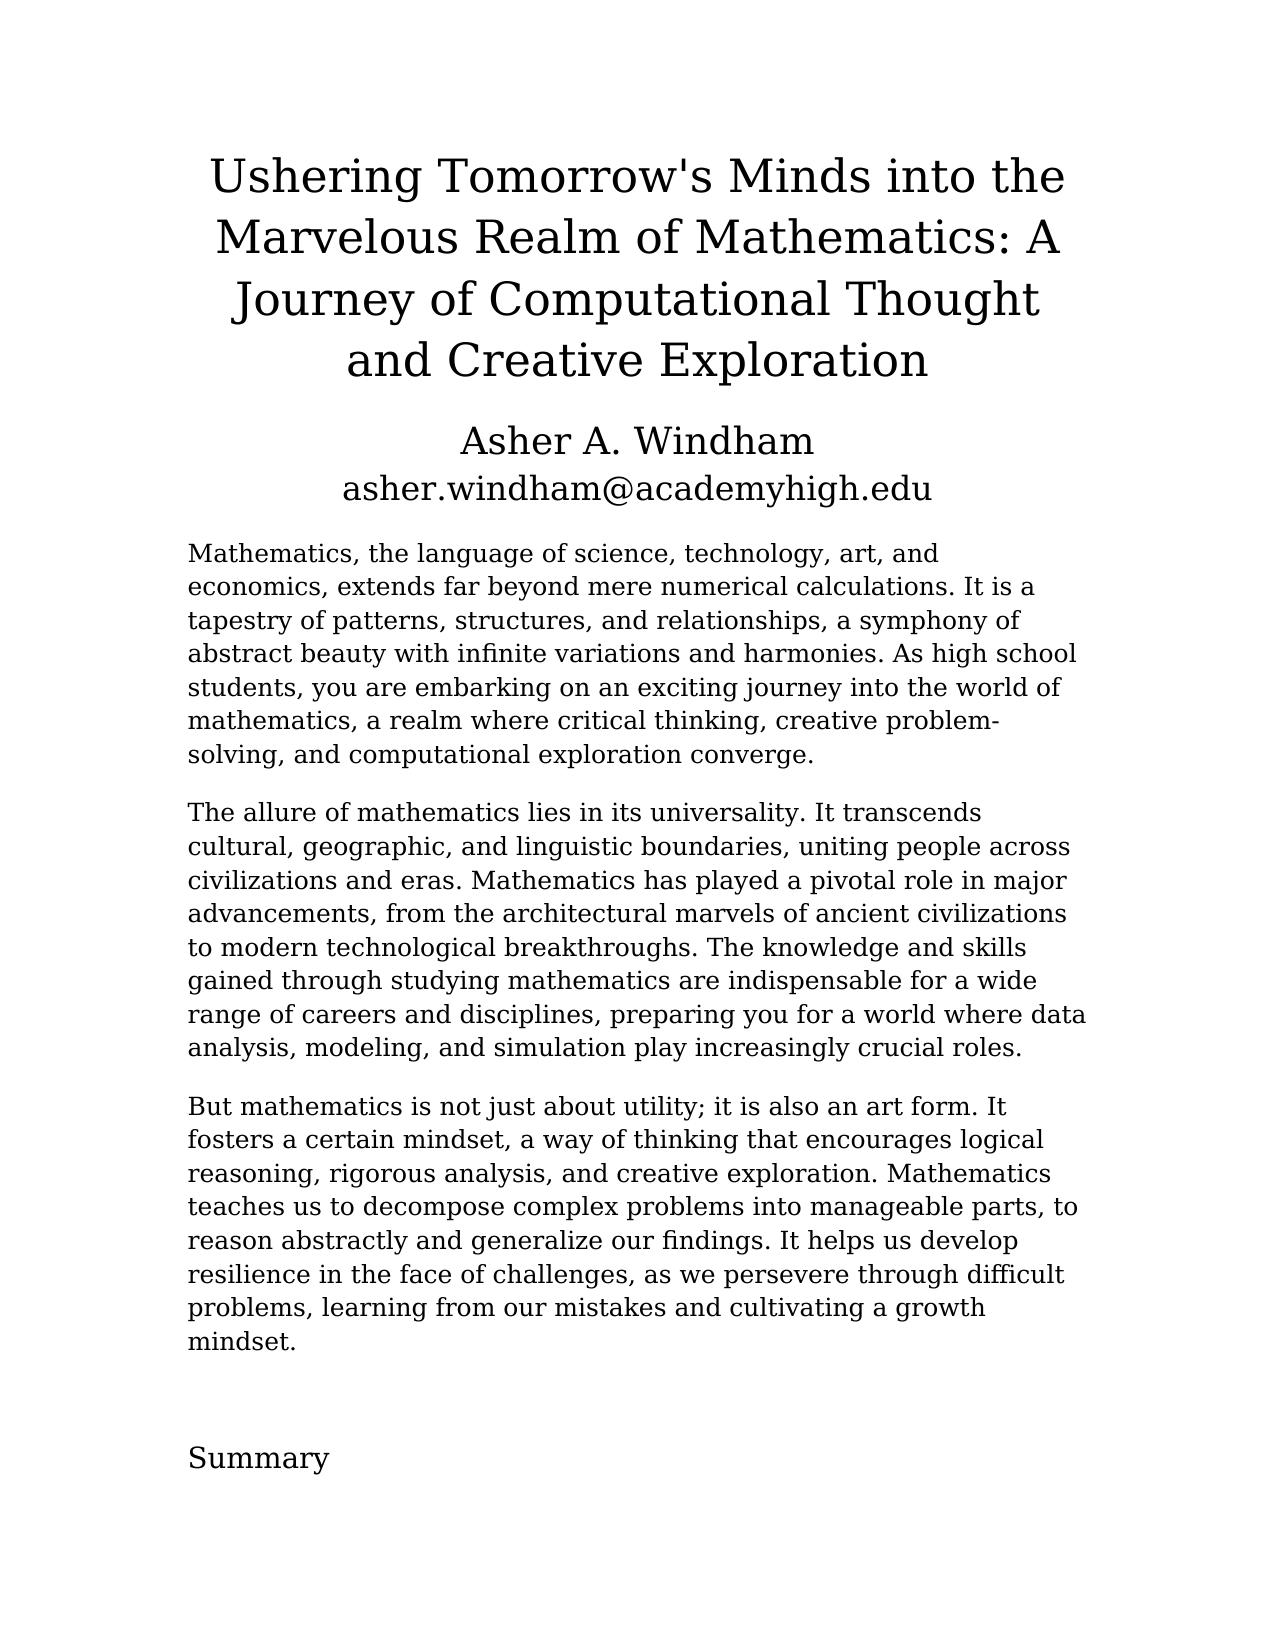 Ushering Tomorrow's Minds into the
Marvelous Realm of Mathematics: A
Journey of Computational Thought
and Creative Exploration
Asher A. Windham
asher.windham@academyhigh.edu
Mathematics, the language of science, technology, art, and
economics, extends far beyond mere numerical calculations. It is a
tapestry of patterns, structures, and relationships, a symphony of
abstract beauty with infinite variations and harmonies. As high school
students, you are embarking on an exciting journey into the world of
mathematics, a realm where critical thinking, creative problem-
solving, and computational exploration converge.
The allure of mathematics lies in its universality. It transcends
cultural, geographic, and linguistic boundaries, uniting people across
civilizations and eras. Mathematics has played a pivotal role in major
advancements, from the architectural marvels of ancient civilizations
to modern technological breakthroughs. The knowledge and skills
gained through studying mathematics are indispensable for a wide
range of careers and disciplines, preparing you for a world where data
analysis, modeling, and simulation play increasingly crucial roles.
But mathematics is not just about utility; it is also an art form. It
fosters a certain mindset, a way of thinking that encourages logical
reasoning, rigorous analysis, and creative exploration. Mathematics
teaches us to decompose complex problems into manageable parts, to
reason abstractly and generalize our findings. It helps us develop
resilience in the face of challenges, as we persevere through difficult
problems, learning from our mistakes and cultivating a growth
mindset.
Summary